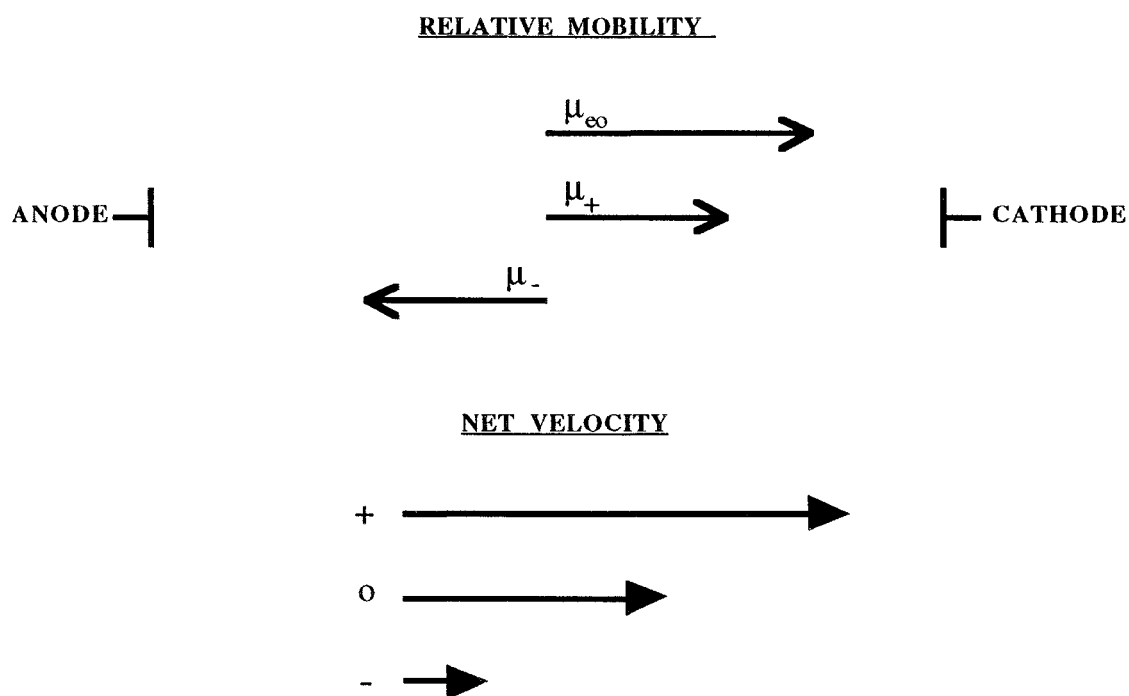 RELATIVE MOBILITY
μeo
μ+
ANODE CATHODE
μ-
NET VELOCITY
+
o
-